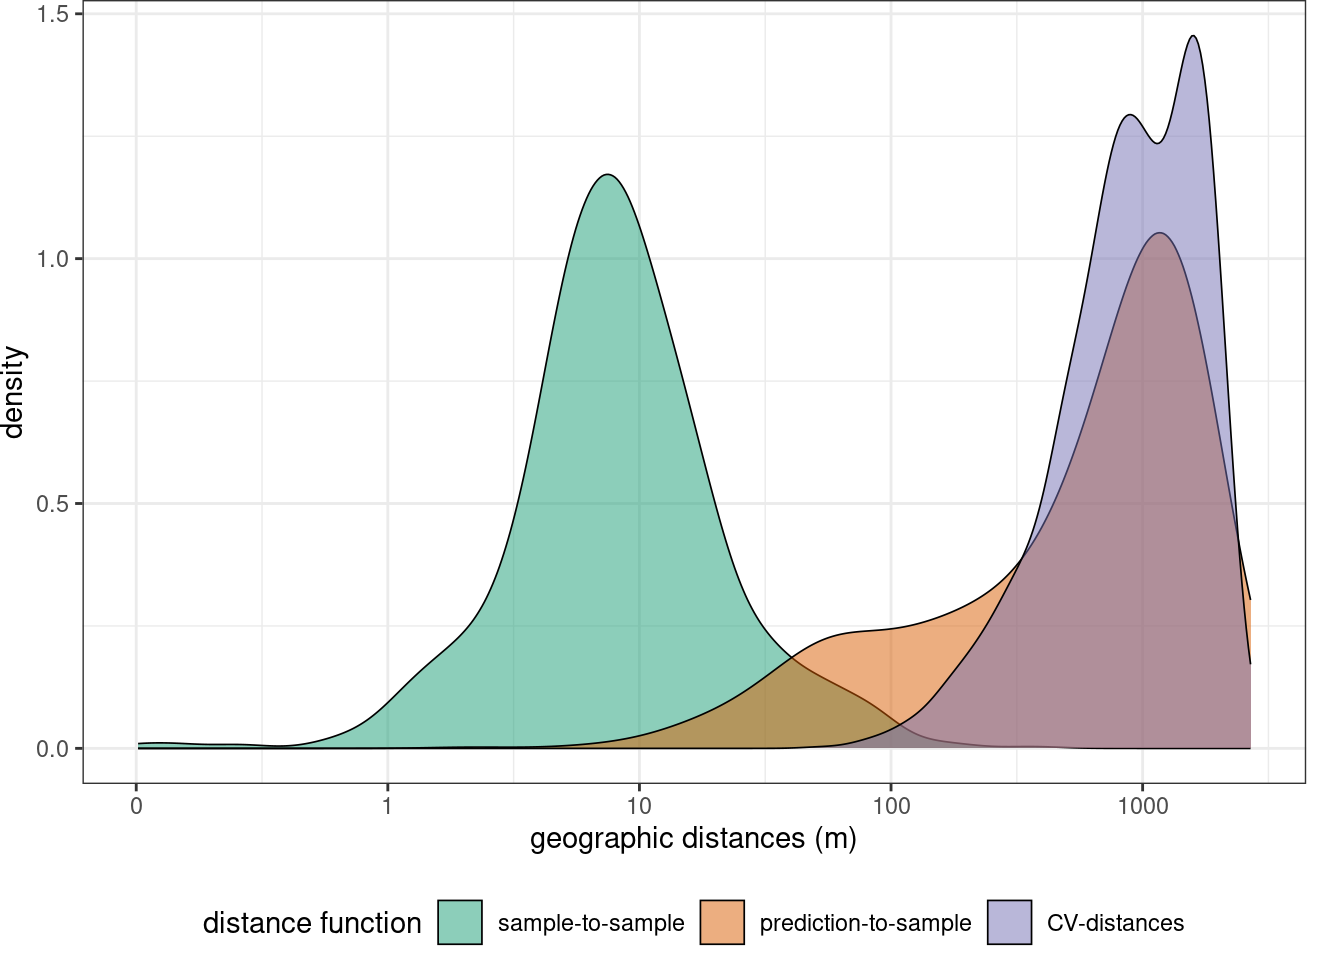 1.5
1.0
0.5
0.0
density
0 1 10 100 1000
geographic distances (m)
distance function sample-to-sample prediction-to-sample CV-distances